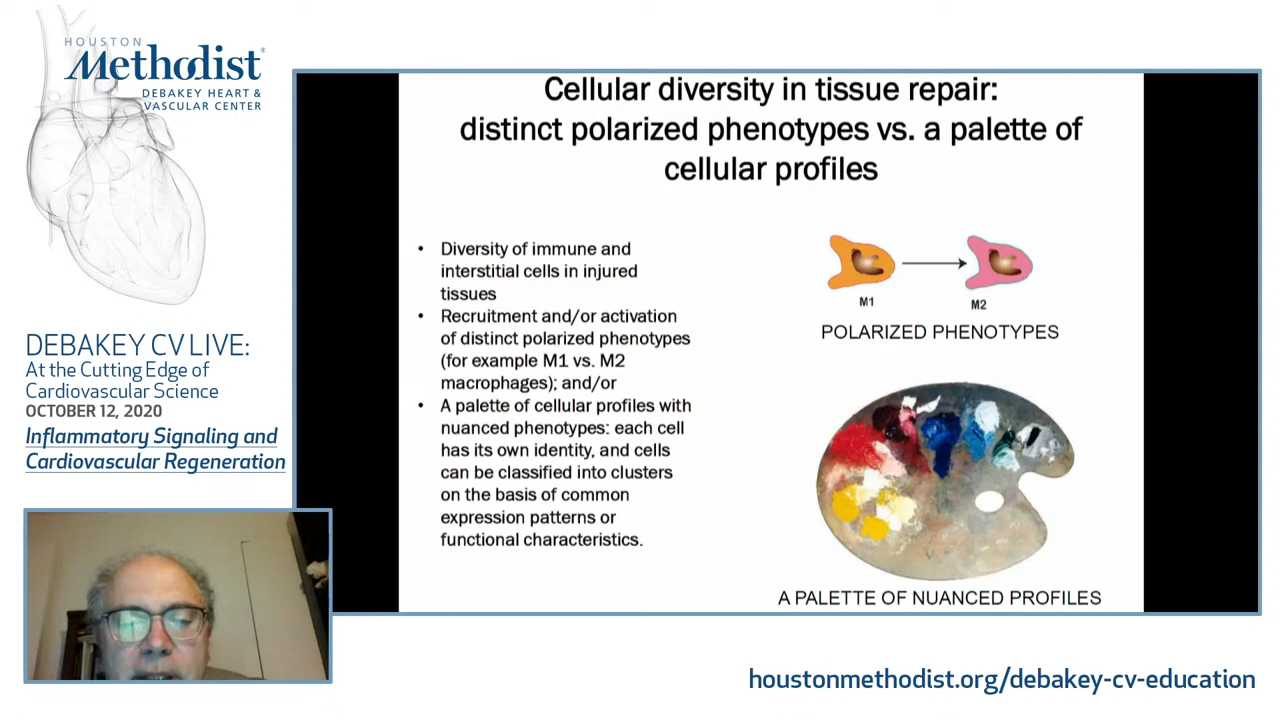 HOUSTON
Methodist®
DEBAKEY HEART &
VASCULAR CENTER
Cellular diversity in tissue repair:
distinct polarized phenotypes vs. a palette of
cellular profiles
• Diversity of immune and
interstitial cells in injured
tissues
• Recruitment and/or activation
of distinct polarized phenotypes
(for example M1 vs. M2
macrophages); and/or
• A palette of cellular profiles with
nuanced phenotypes: each cell
has its own identity, and cells
can be classified into clusters
on the basis of common
expression patterns or
functional characteristics.
M1
M2
POLARIZED PHENOTYPES
A PALETTE OF NUANCED PROFILES
DEBAKEY CV LIVE:
At the Cutting Edge of
Cardiovascular Science
OCTOBER 12, 2020
Inflammatory Signaling and
Cardiovascular Regeneration
houstonmethodist.org/debakey-cv-education